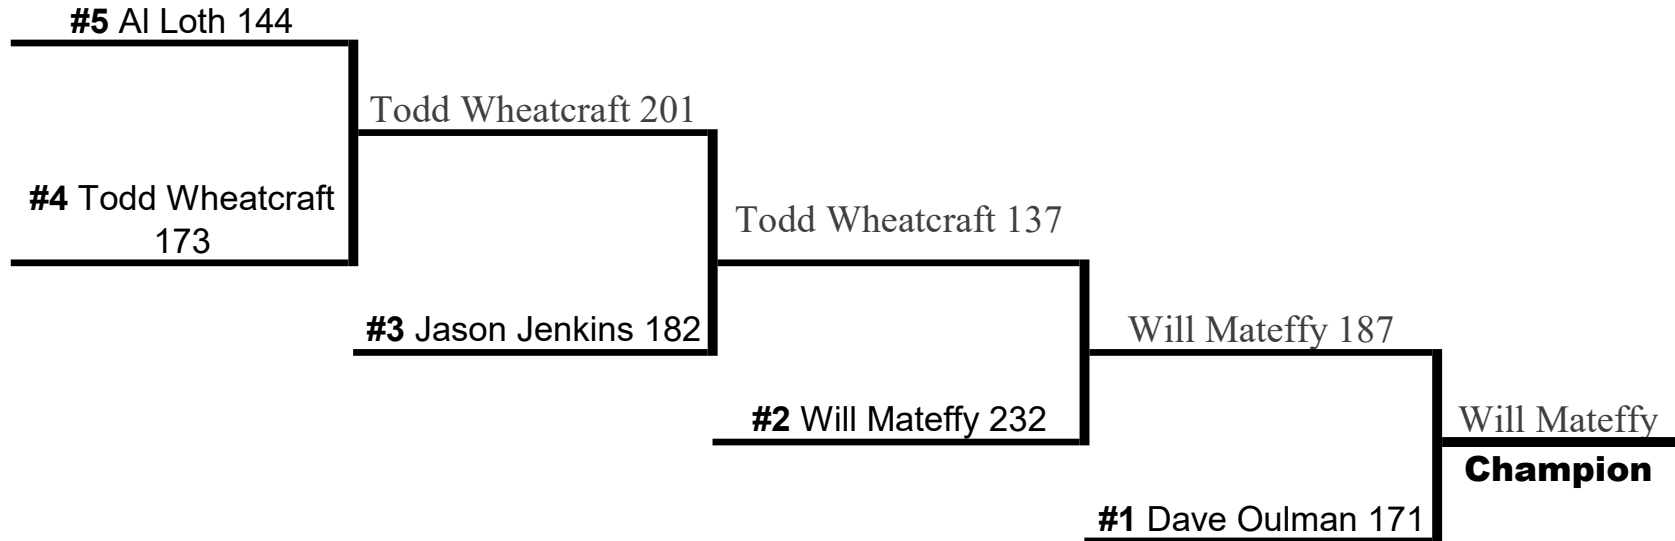 #5 Al Loth 144
Todd Wheatcraft 201
#4 Todd Wheatcraft
173
Todd Wheatcraft 137
#3 Jason Jenkins 182
Will Mateffy 187
#2 Will Mateffy 232
Will Mateffy
Champion
#1 Dave Oulman 171